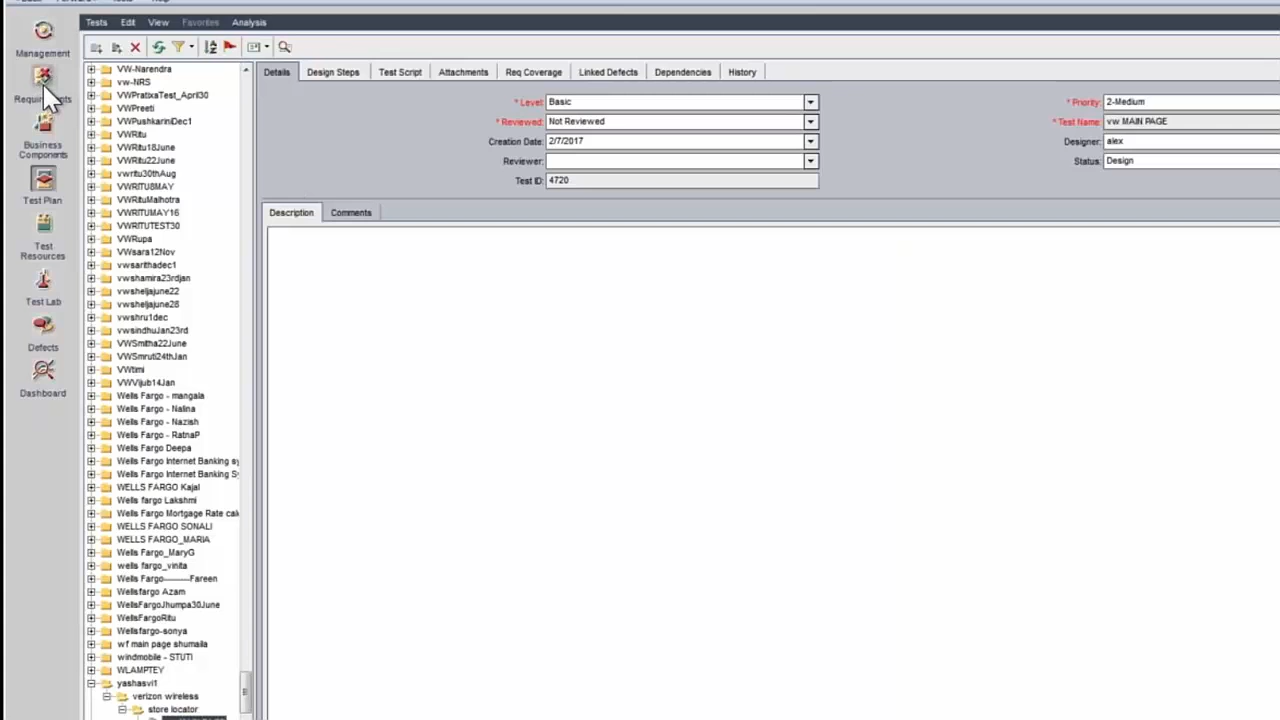 Tests Edit View Favorites Analysis
Management
Requirements
Business
Components
Test Plan
Test
Resources
Test Lab
Defects
Dashboard
VW-Narendra
vw-NRS
VWPratixaTest_April30
VWPreeti
VWPushkariniDec1
VWRitu
VWRitu18June
VWRitu22June
vwritu30thAug
VWRITU8MAY
VWRituMalhotra
VWRITUMAY16
VWRITUTEST30
VWRupa
VWsara12Nov
vwsarithadec1
vwshamira23rdjan
vwsheljajune22
vwsheljajune28
vwshru1dec
vwsindhuJan23rd
VWSmitha22June
VWSmruti24thJan
VWtimi
VWVijub14Jan
Wells Fargo - mangala
Wells Fargo - Nalina
Wells Fargo - Nazish
Wells Fargo - RatnaP
Wells Fargo Deepa
Wells Fargo Internet Banking sy
Wells Fargo Internet Banking Sy
WELLS FARGO Kajal
Wells fargo Lakshmi
Wells Fargo Mortgage Rate calc
WELLS FARGO SONALI
WELLS FARGO_MARIA
Wells Fargo_MaryG
wells fargo_vinita
Wells Fargo---------Fareen
Wellsfargo Azam
WellsFargoJhumpa30June
WellsFargoRitu
Wellsfargo-sonya
wf main page shumaila
windmobile - STUTI
WLAMPTEY
yashasvi1
verizon wireless
store locator
Details Design Steps Test Script Attachments Req Coverage Linked Defects Dependencies History
* Level: Basic
* Priority: 2-Medium
* Reviewed: Not Reviewed
* Test Name: vw MAIN PAGE
Creation Date: 2/7/2017
Designer: alex
Reviewer:
Status: Design
Test ID: 4720
Description Comments